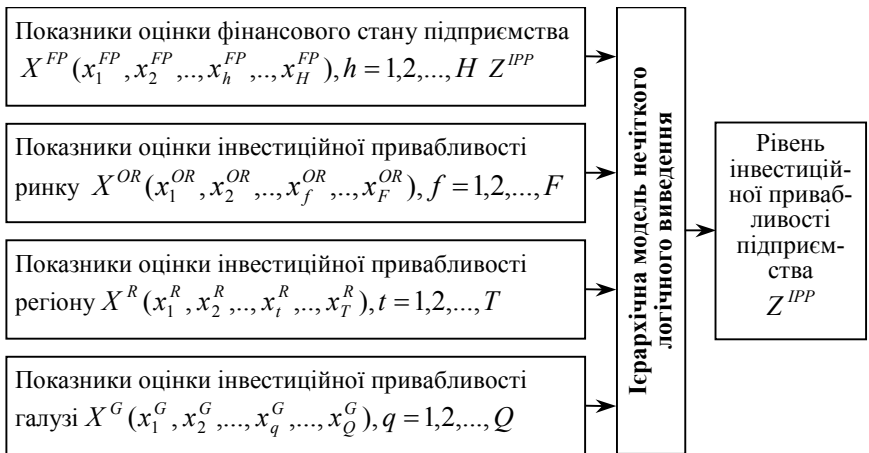 Показники оцінки фінансового стану підприємства
X^{FP}(x_1^{FP}, x_2^{FP},.., x_h^{FP},.., x_H^{FP}), h = 1,2,..., H Z^{IPP}
Показники оцінки інвестиційної привабливості
ринку X^{OR}(x_1^{OR}, x_2^{OR},.., x_f^{OR},.., x_F^{OR}), f = 1,2,..., F
Показники оцінки інвестиційної привабливості
регіону X^R(x_1^R, x_2^R,.., x_t^R,.., x_T^R), t = 1,2,..., T
Показники оцінки інвестиційної привабливості
галузі X^G(x_1^G, x_2^G,..., x_q^G,..., x_Q^G), q = 1,2,..., Q
Ієрархічна модель нечіткого
логічного виведення
Рівень
інвестицій-
ної приваб-
ливості
підприєм-
ства
Z^{IPP}